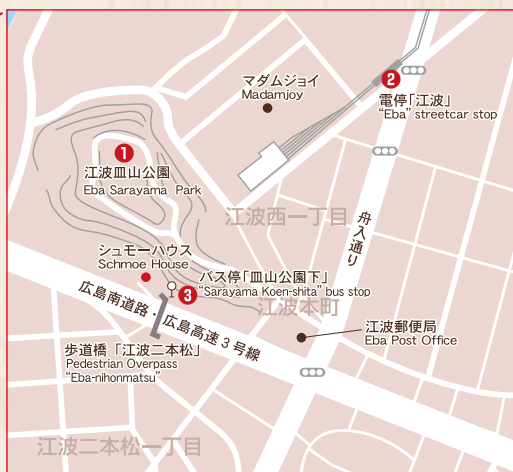 マダムジョイ
Madamjoy
2
電停「江波」
“Eba” streetcar stop
1
江波皿山公園
Eba Sarayama Park
江波西一丁目
舟入通り
シュモーハウス
Schmoe House
バス停「皿山公園下」
“Sarayama Koen-shita” bus stop
3
江波本町
広島南道路・広島高速3号線
江波郵便局
Eba Post Office
歩道橋「江波二本松」
Pedestrian Overpass
“Eba-nihonmatsu”
江波二本松一丁目